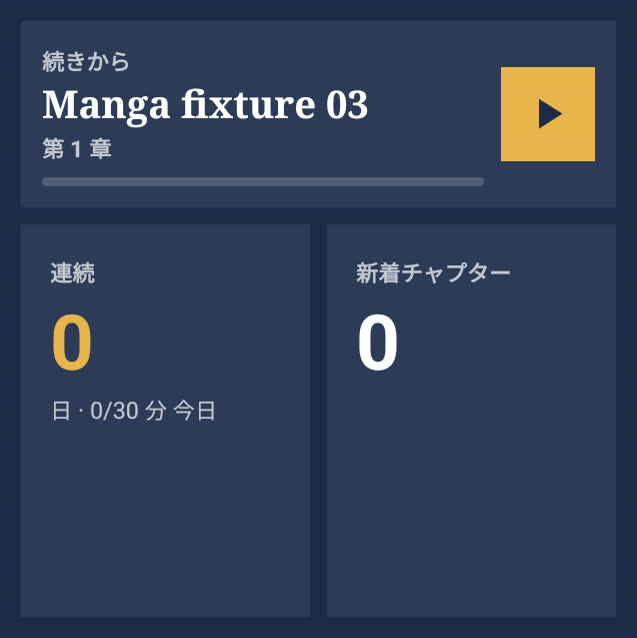 続きから
Manga fixture 03
第 1 章
連続
0
日 · 0/30 分 今日
新着チャプター
0